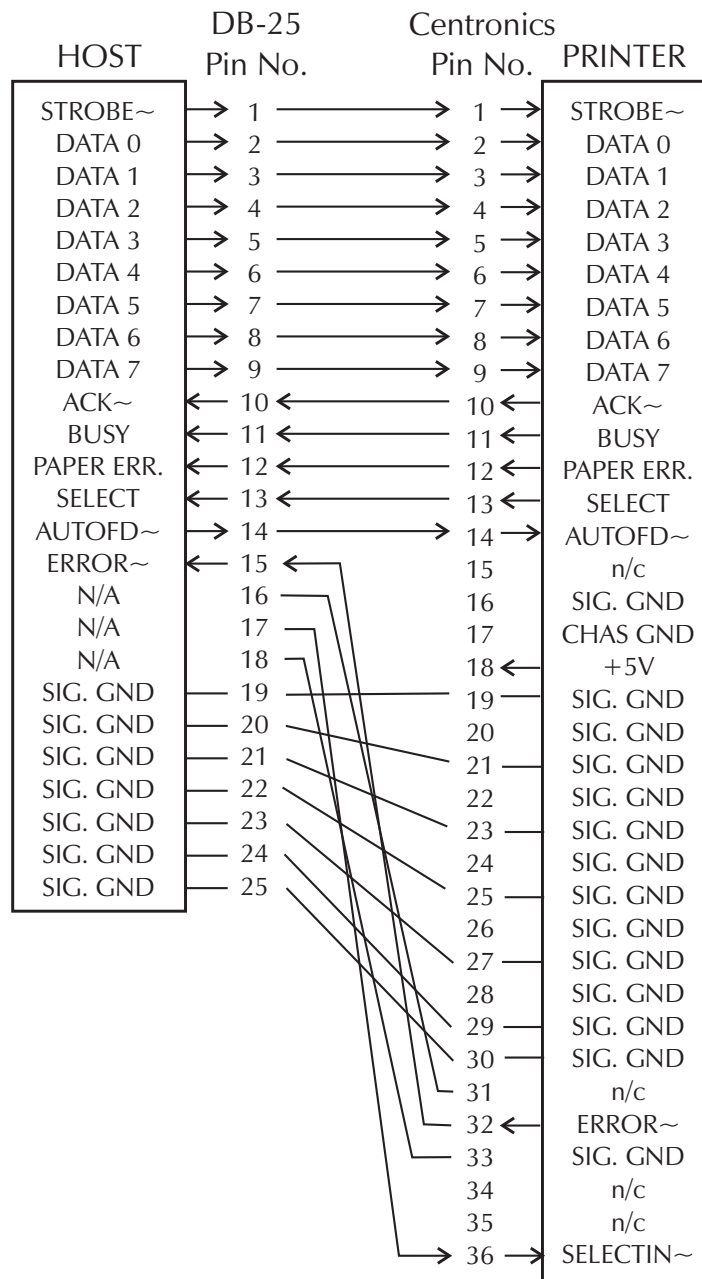 DB-25 Centronics
HOST Pin No. Pin No. PRINTER
STROBE~ 1 1 STROBE~
DATA 0 2 2 DATA 0
DATA 1 3 3 DATA 1
DATA 2 4 4 DATA 2
DATA 3 5 5 DATA 3
DATA 4 6 6 DATA 4
DATA 5 7 7 DATA 5
DATA 6 8 8 DATA 6
DATA 7 9 9 DATA 7
ACK~ 10 10 ACK~
BUSY 11 11 BUSY
PAPER ERR. 12 12 PAPER ERR.
SELECT 13 13 SELECT
AUTOFD~ 14 14 AUTOFD~
ERROR~ 15 15 n/c
N/A 16 16 SIG. GND
N/A 17 17 CHAS GND
N/A 18 18 +5V
SIG. GND 19 19 SIG. GND
SIG. GND 20 20 SIG. GND
SIG. GND 21 21 SIG. GND
SIG. GND 22 22 SIG. GND
SIG. GND 23 23 SIG. GND
SIG. GND 24 24 SIG. GND
SIG. GND 25 25 SIG. GND
26 SIG. GND
27 SIG. GND
28 SIG. GND
29 SIG. GND
30 SIG. GND
31 n/c
32 ERROR~
33 SIG. GND
34 n/c
35 n/c
36 SELECTIN~